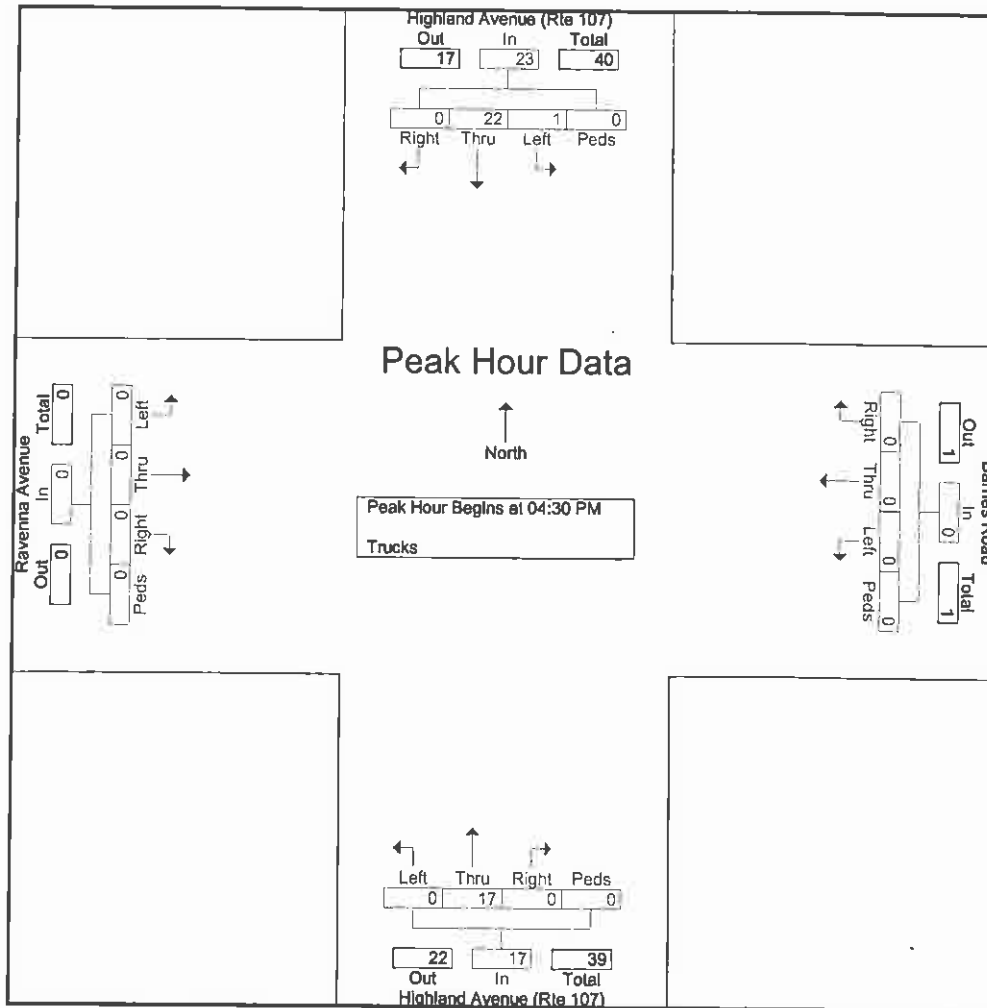 Highland Avenue (Rte 107)
Out In Total
17 23 40
0 22 1 0
Right Thru Left Peds
Peak Hour Data
North
Peak Hour Begins at 04:30 PM
Trucks
Ravenna Avenue
Total In Out
0 0 0
0 0 0 0
Left Thru Right Peds
Right Thru Left Peds
0 0 0 0
Out In Total
1 0 1
Road
Left Thru Right Peds
0 17 0 0
22 17 39
Out In Total
Highland Avenue (Rte 107)